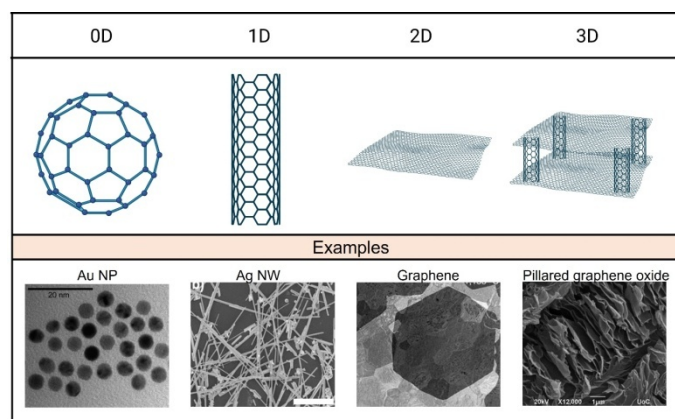 0D 1D 2D 3D
Examples
Au NP Ag NW Graphene Pillared graphene oxide
20 nm
20kV X12,000 1µm UoC